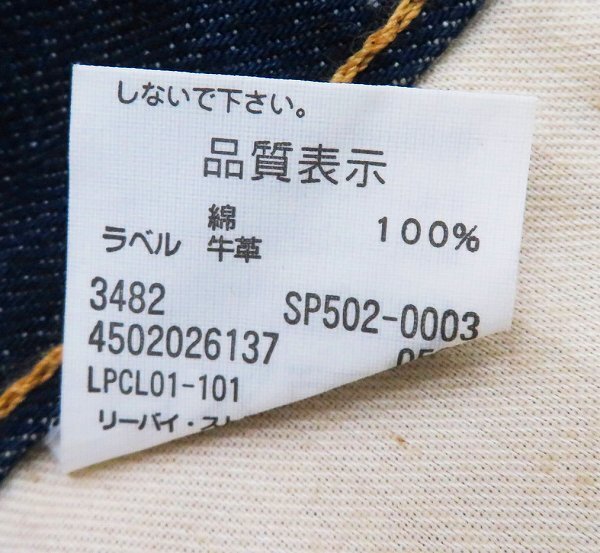 しないで下さい。
品質表示
綿 100%
ラベル 牛革
3482 SP502-0003
4502026137
LPCL01-101
リーバイ・